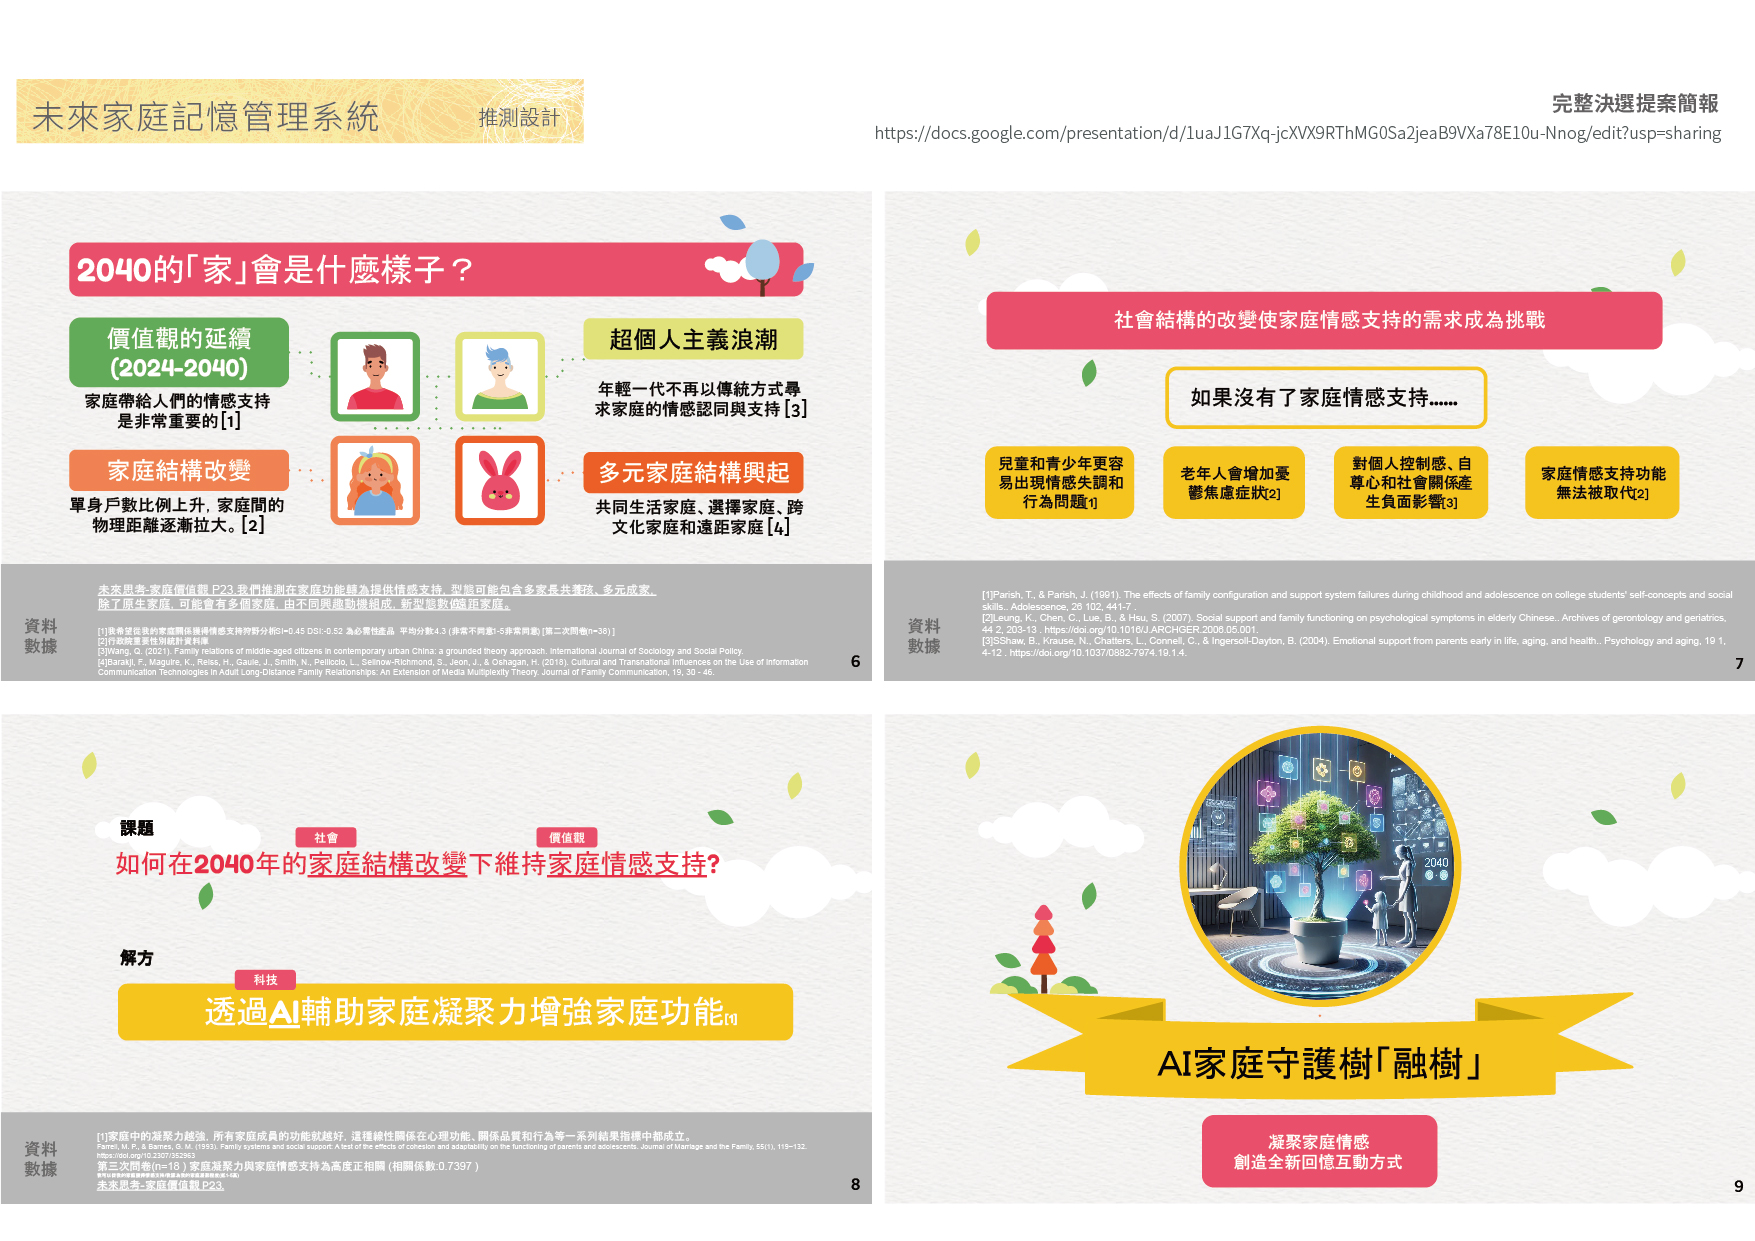 未來家庭記憶管理系統
推測設計
完整決選提案簡報
https://docs.google.com/presentation/d/1uaJ1G7Xq-jcXVX9RThMG0Sa2jeaB9VXa78E10u-Nnog/edit?usp=sharing
2040的「家」會是什麼樣子？
價值觀的延續
(2024-2040)
家庭帶給人們的情感支持
是非常重要的 [1]
超個人主義浪潮
年輕一代不再以傳統方式尋
求家庭的情感認同與支持 [3]
家庭結構改變
單身戶數比例上升，家庭間的
物理距離逐漸拉大。[2]
多元家庭結構興起
共同生活家庭、選擇家庭、跨
文化家庭和遠距家庭 [4]
資料
數據
未來思考-家庭價值觀 P23 我們推測在家庭功能轉為提供情感支持，型態可能包含多家長共養孩、多元成家，
除了原生家庭，可能會有多個家庭，由不同興趣動機組成，新型態數位遠距家庭。
[1]我希望從我的家庭關係獲得情感支持狩野分析SI=0.45 DSI:-0.52 為必需性產品 平均分數4.3 (非常不同意1-5非常同意) [第二次問卷n=36) ]
[2]行政院重要性別統計資料庫
[3]Wang, Q. (2021). Family relations of middle-aged citizens in contemporary urban China: a grounded theory approach. International Journal of Sociology and Social Policy.
[4]Barakji, F., Maguire, K., Reiss, H., Gaule, J., Smith, N., Pelliccio, L., Sellnow-Richmond, S., Jeon, J., & Oshagan, H. (2018). Cultural and Transnational Influences on the Use of Information
Communication Technologies in Adult Long-Distance Family Relationships: An Extension of Media Multiplexity Theory. Journal of Family Communication, 19, 30 - 46.
6
社會結構的改變使家庭情感支持的需求成為挑戰
如果沒有了家庭情感支持......
兒童和青少年更容
易出現情感失調和
行為問題[1]
老年人會增加憂
鬱焦慮症狀[2]
對個人控制感、自
尊心和社會關係產
生負面影響[3]
家庭情感支持功能
無法被取代[2]
資料
數據
[1]Parish, T., & Parish, J. (1991). The effects of family configuration and support system failures during childhood and adolescence on college students' self-concepts and social
skills.. Adolescence, 26 102, 441-7 .
[2]Leung, K., Chen, C., Lue, B., & Hsu, S. (2007). Social support and family functioning on psychological symptoms in elderly Chinese.. Archives of gerontology and geriatrics,
44 2, 203-13 . https://doi.org/10.1016/J.ARCHGER.2006.05.001.
[3]SShaw, B., Krause, N., Chatters, L., Connell, C., & Ingersoll-Dayton, B. (2004). Emotional support from parents early in life, aging, and health.. Psychology and aging, 19 1,
4-12 . https://doi.org/10.1037/0882-7974.19.1.4.
7
課題
社會
價值觀
如何在2040年的家庭結構改變下維持家庭情感支持?
解方
科技
透過AI輔助家庭凝聚力增強家庭功能[1]
資料
數據
[1]家庭中的凝聚力越強，所有家庭成員的功能就越好，這種線性關係在心理功能、關係品質和行為等一系列結果指標中都成立。
Farrell, M. P., & Barnes, G. M. (1993). Family systems and social support: A test of the effects of cohesion and adaptability on the functioning of parents and adolescents. Journal of Marriage and the Family, 55(1), 119–132.
https://doi.org/10.2307/352963
第三次問卷(n=18 ) 家庭凝聚力與家庭情感支持為高度正相關 (相關係數:0.7397 )
未來思考-家庭價值觀 P23.
8
2040
AI家庭守護樹「融樹」
凝聚家庭情感
創造全新回憶互動方式
9